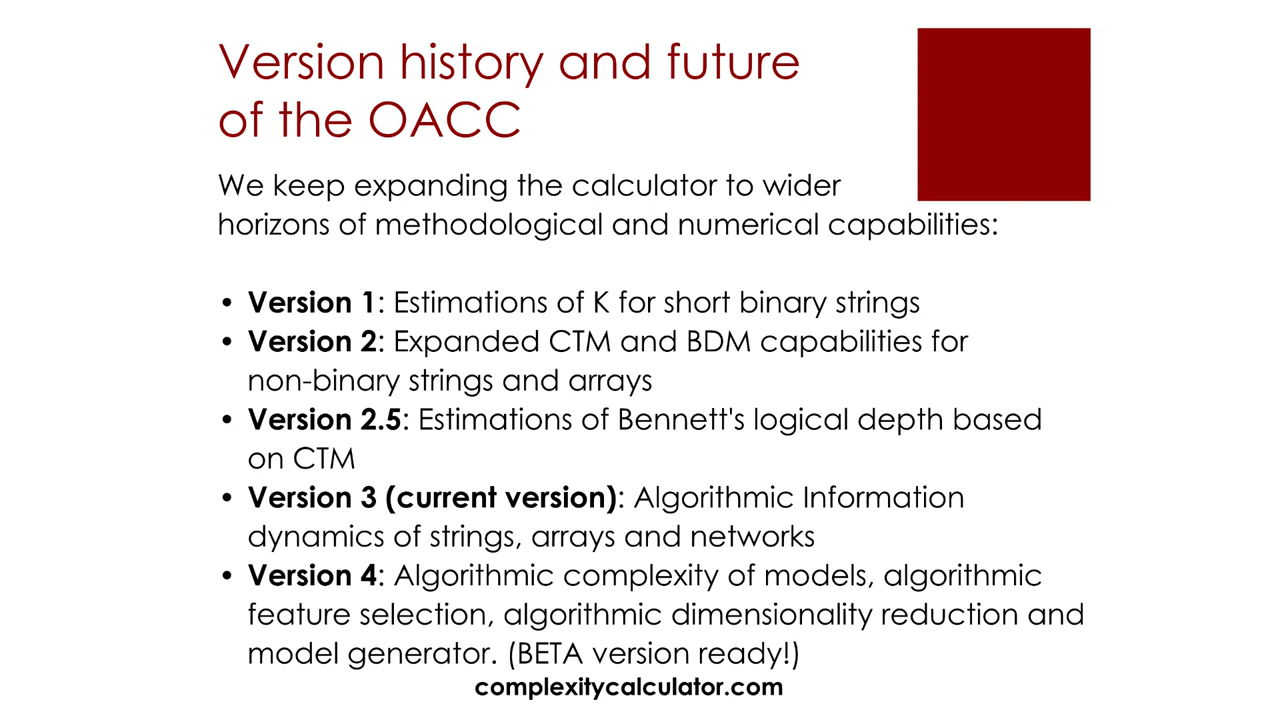 Version history and future
of the OACC
We keep expanding the calculator to wider
horizons of methodological and numerical capabilities:
• Version 1: Estimations of K for short binary strings
• Version 2: Expanded CTM and BDM capabilities for
non-binary strings and arrays
• Version 2.5: Estimations of Bennett's logical depth based
on CTM
• Version 3 (current version): Algorithmic Information
dynamics of strings, arrays and networks
• Version 4: Algorithmic complexity of models, algorithmic
feature selection, algorithmic dimensionality reduction and
model generator. (BETA version ready!)
complexitycalculator.com